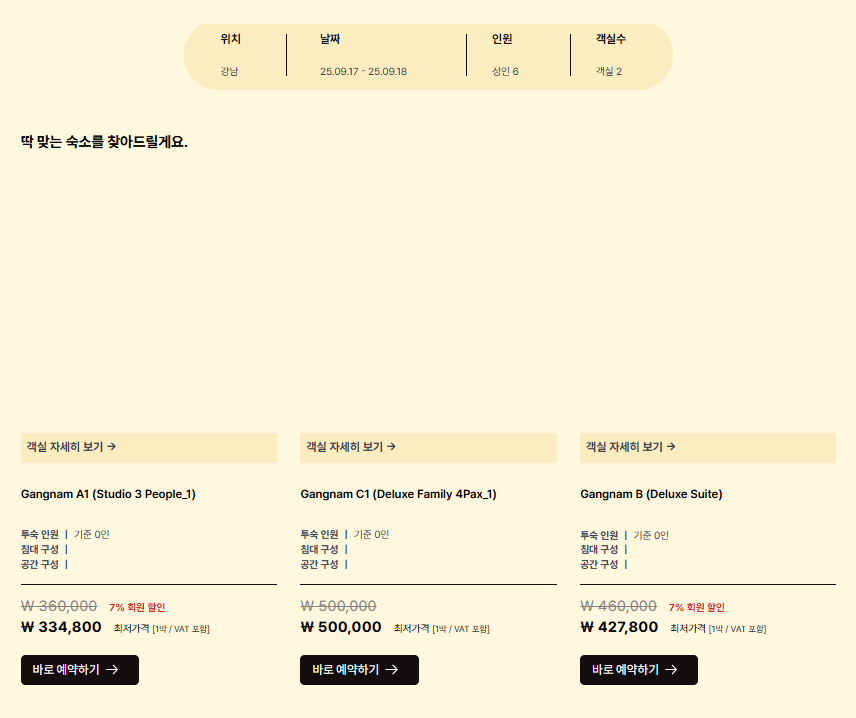 위치 날짜 인원 객실수
강남 25.09.17 - 25.09.18 성인 6 객실 2
딱 맞는 숙소를 찾아드릴게요.
객실 자세히 보기 → 객실 자세히 보기 → 객실 자세히 보기 →
Gangnam A1 (Studio 3 People_1) Gangnam C1 (Deluxe Family 4Pax_1) Gangnam B (Deluxe Suite)
투숙 인원 | 기준 0인 투숙 인원 | 기준 0인 투숙 인원 | 기준 0인
침대 구성 | 침대 구성 | 침대 구성 |
공간 구성 | 공간 구성 | 공간 구성 |
₩ 360,000 7% 회원 할인 ₩ 500,000 ₩ 460,000 7% 회원 할인
₩ 334,800 최저가격 [1박 / VAT 포함] ₩ 500,000 최저가격 [1박 / VAT 포함] ₩ 427,800 최저가격 [1박 / VAT 포함]
바로 예약하기 → 바로 예약하기 → 바로 예약하기 →